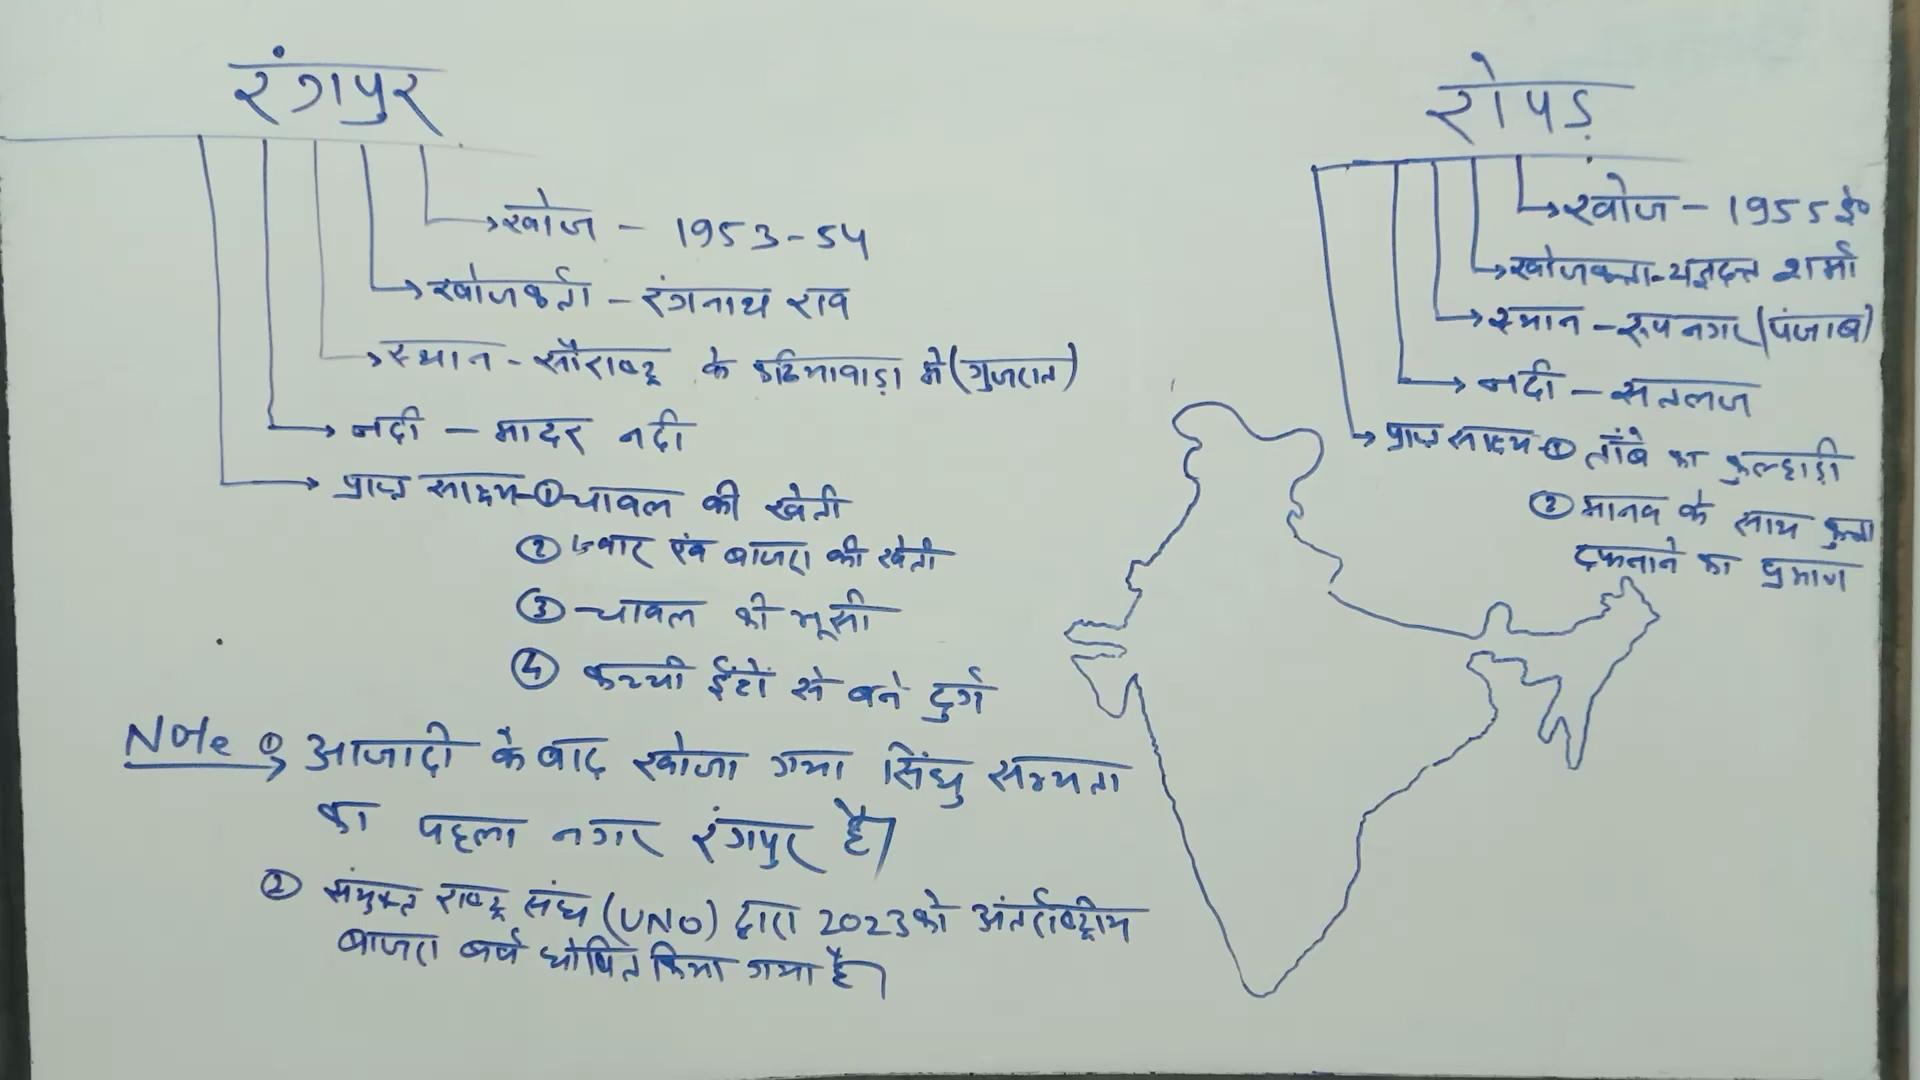 रंगपुर
खोज - 1953-54
खोजकर्ता - रंगनाथ राव
स्थान - सौराष्ट्र के कठियावाड़ा मे (गुजरात)
नदी - मादर नदी
प्राप्त साक्ष्य - ① चावल की खेती
② ज्वार एंव बाजरा की खेती
③ चावल की भूसी
④ कच्ची ईंटों से बने दुर्ग
Note ① आजादी के बाद खोजा गया सिंधु सभ्यता
का पहला नगर रंगपुर है।
② संयुक्त राष्ट्र संघ (UNO) द्वारा 2023 को अंतर्राष्ट्रीय
बाजरा वर्ष घोषित किया गया है।
रोपड़
खोज - 1955 ई०
खोजकर्ता - यज्ञदत्त शर्मा
स्थान - रूपनगर (पंजाब)
नदी - सतलज
प्राप्त साक्ष्य - ① ताँबे का कुल्हाड़ी
② मानव के साथ कुत्ता
दफनाने का प्रमाण